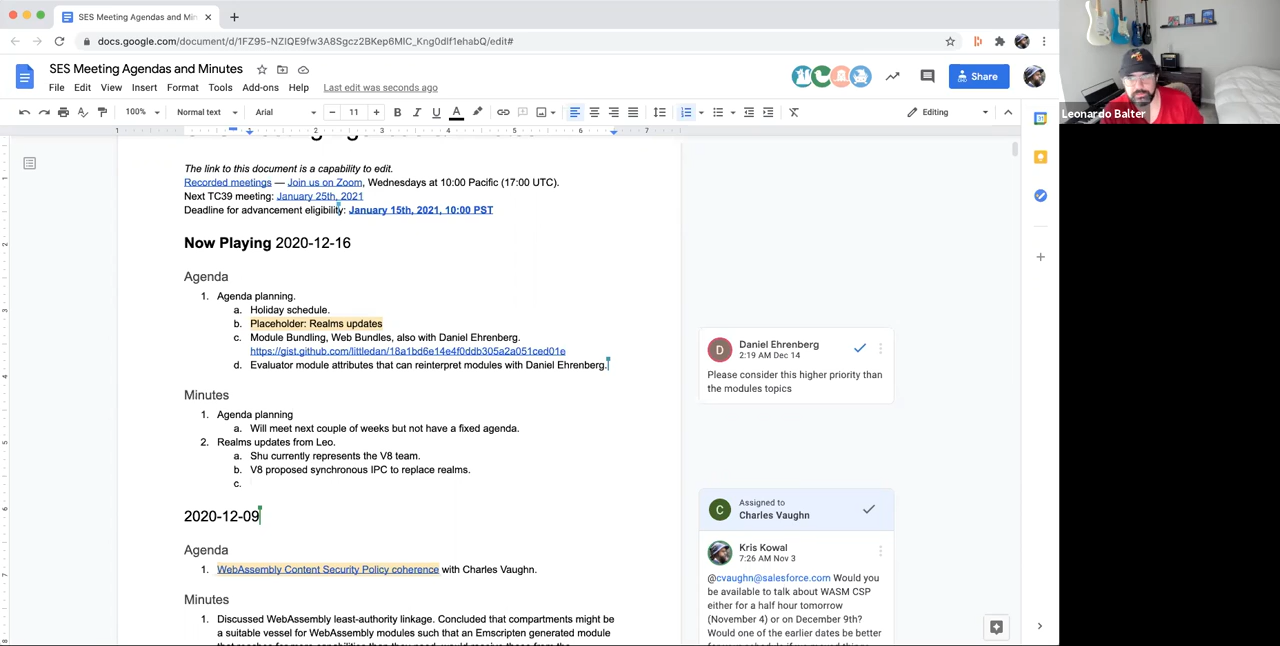 SES Meeting Agendas and Min
docs.google.com/document/d/1FZ95-NZIQE9fw3A8Sgcz2BKep6MIC_Kng0dlf1ehabQ/edit#
SES Meeting Agendas and Minutes
File Edit View Insert Format Tools Add-ons Help Last edit was seconds ago
Share
100% Normal text Arial 11 Editing
1 1 2 3 4 5 6 7
The link to this document is a capability to edit.
Recorded meetings — Join us on Zoom, Wednesdays at 10:00 Pacific (17:00 UTC).
Next TC39 meeting: January 25th, 2021
Deadline for advancement eligibility: January 15th, 2021, 10:00 PST
Now Playing 2020-12-16
Agenda
1. Agenda planning.
a. Holiday schedule.
b. Placeholder: Realms updates
c. Module Bundling, Web Bundles, also with Daniel Ehrenberg.
https://gist.github.com/littledan/18a1bd6de14e4f0ddb305a2a051ced01e
d. Evaluator module attributes that can reinterpret modules with Daniel Ehrenberg.
Minutes
1. Agenda planning
a. Will meet next couple of weeks but not have a fixed agenda.
2. Realms updates from Leo.
a. Shu currently represents the V8 team.
b. V8 proposed synchronous IPC to replace realms.
c.
2020-12-09
Agenda
1. WebAssembly Content Security Policy coherence with Charles Vaughn.
Minutes
1. Discussed WebAssembly least-authority linkage. Concluded that compartments might be
a suitable vessel for WebAssembly modules such that an Emscripten generated module
D
Daniel Ehrenberg
2:19 AM Dec 14
Please consider this higher priority than
the modules topics
C
Assigned to
Charles Vaughn
Kris Kowal
7:26 AM Nov 3
@cvaughn@salesforce.com Would you
be available to talk about WASM CSP
either for a half hour tomorrow
(November 4) or on December 9th?
Would one of the earlier dates be better
Leonardo Balter